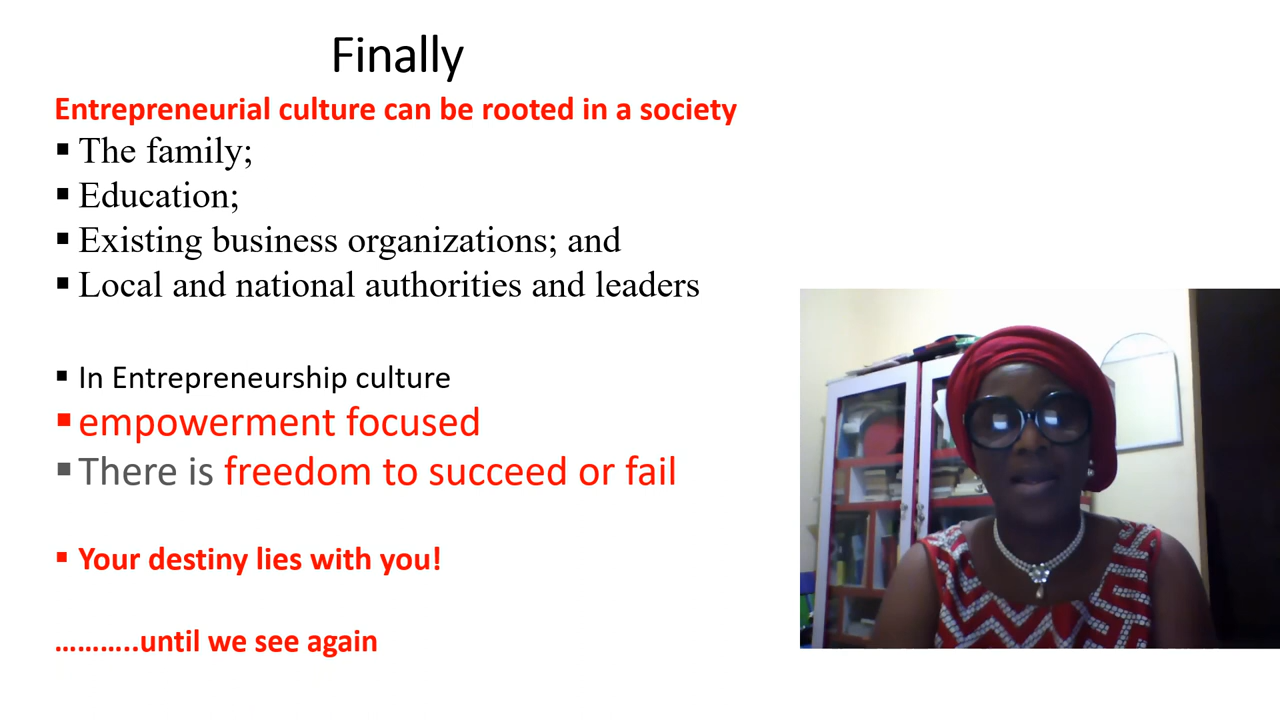 Finally
Entrepreneurial culture can be rooted in a society
▪ The family;
▪ Education;
▪ Existing business organizations; and
▪ Local and national authorities and leaders
▪ In Entrepreneurship culture
▪ empowerment focused
▪ There is freedom to succeed or fail
▪ Your destiny lies with you!
………..until we see again